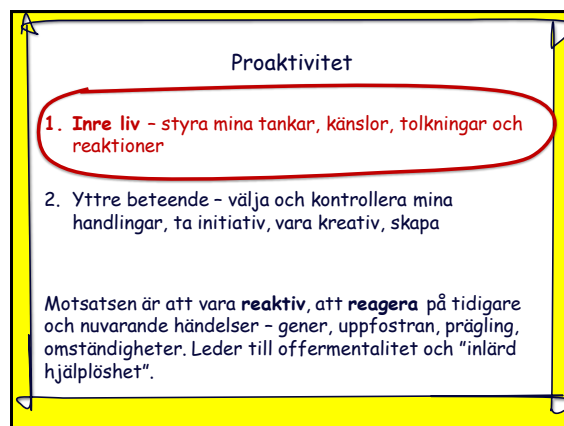 Proaktivitet
1. Inre liv – styra mina tankar, känslor, tolkningar och
reaktioner
2. Yttre beteende – välja och kontrollera mina
handlingar, ta initiativ, vara kreativ, skapa
Motsatsen är att vara reaktiv, att reagera på tidigare
och nuvarande händelser – gener, uppfostran, prägling,
omständigheter. Leder till offermentalitet och ”inlärd
hjälplöshet”.